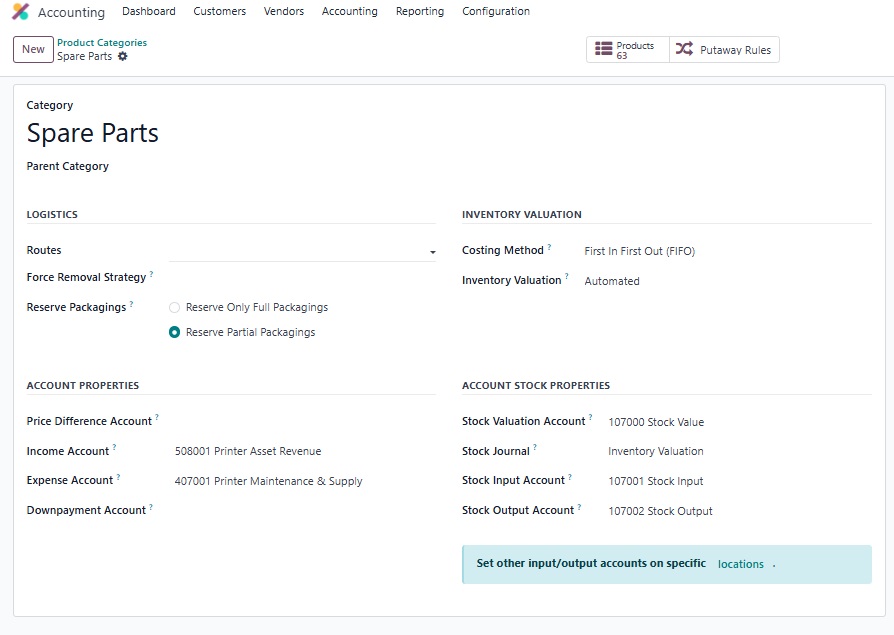 Accounting Dashboard Customers Vendors Accounting Reporting Configuration
New
Product Categories
Spare Parts
Products
63
Putaway Rules
Category
Spare Parts
Parent Category
LOGISTICS
Routes
Force Removal Strategy ?
Reserve Packagings ?
Reserve Only Full Packagings
Reserve Partial Packagings
INVENTORY VALUATION
Costing Method ? First In First Out (FIFO)
Inventory Valuation ? Automated
ACCOUNT PROPERTIES
Price Difference Account ?
Income Account ? 508001 Printer Asset Revenue
Expense Account ? 407001 Printer Maintenance & Supply
Downpayment Account ?
ACCOUNT STOCK PROPERTIES
Stock Valuation Account ? 107000 Stock Value
Stock Journal ? Inventory Valuation
Stock Input Account ? 107001 Stock Input
Stock Output Account ? 107002 Stock Output
Set other input/output accounts on specific locations .